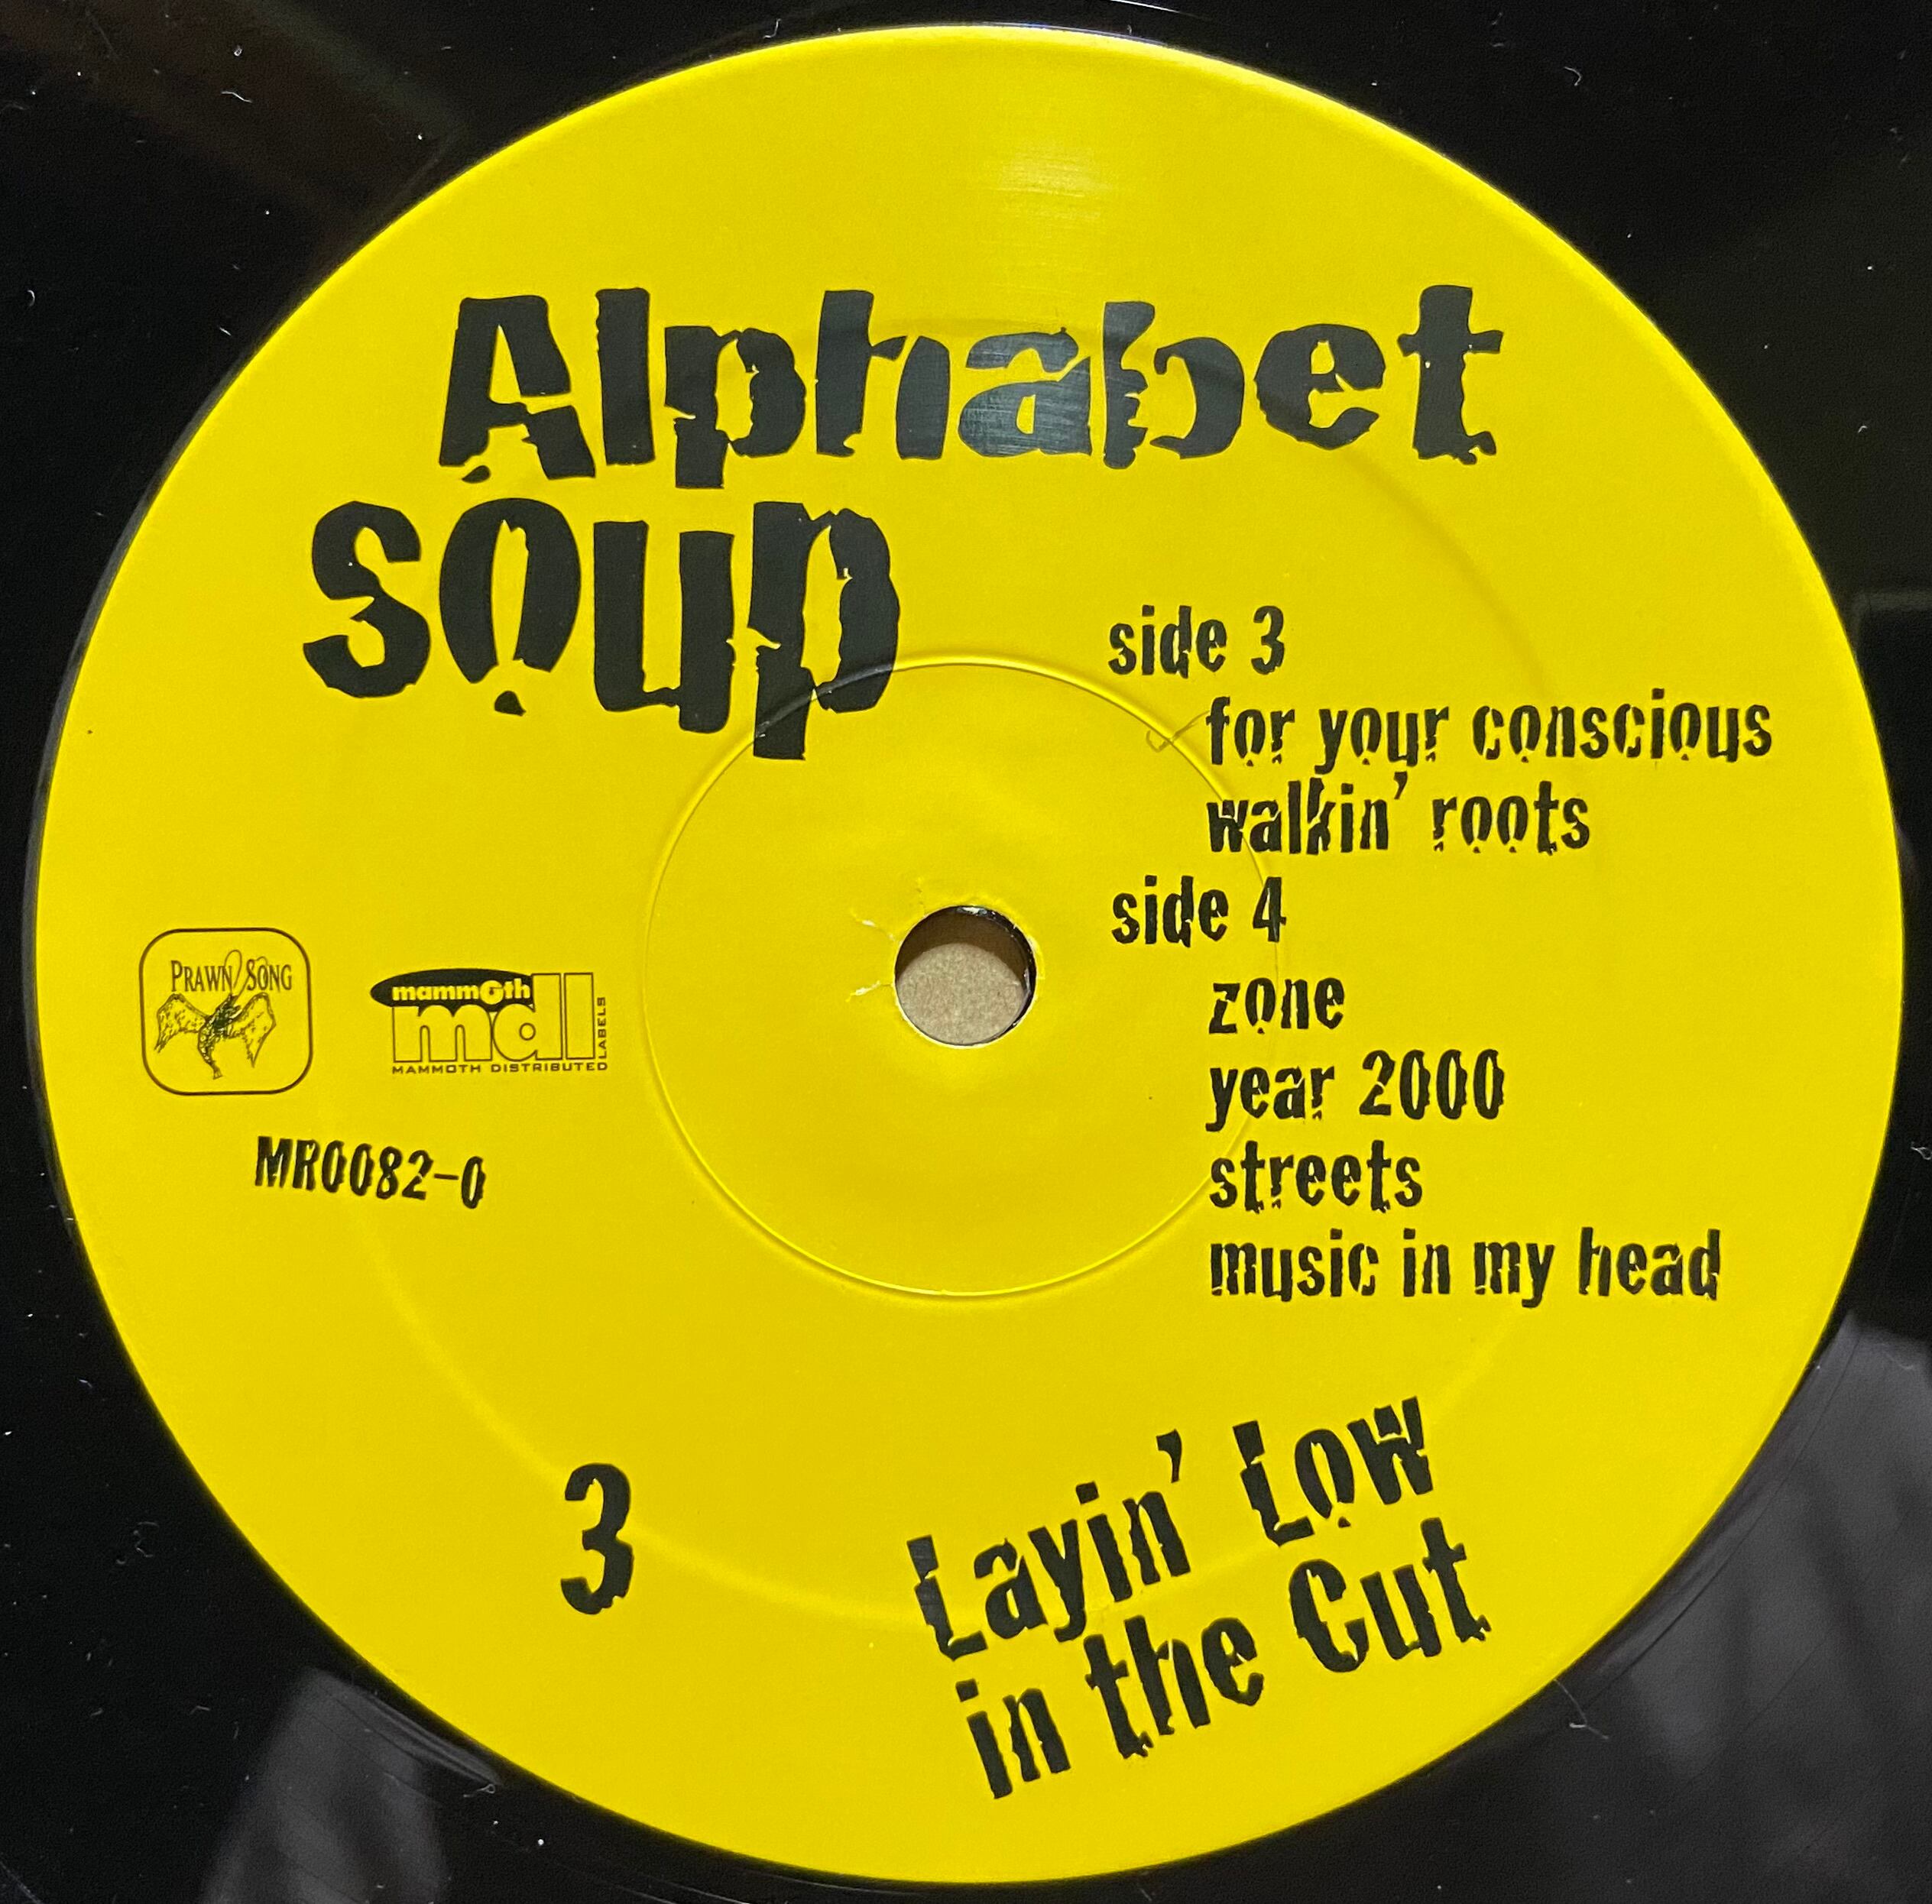 Alphabet
soup
side 3
for your conscious
walkin' roots
side 4
zone
year 2000
streets
music in my head
PRAWN SONG
mammoth
mdl
LABELS
MAMMOTH DISTRIBUTED
MR0082-0
3
Layin' Low
in the Cut